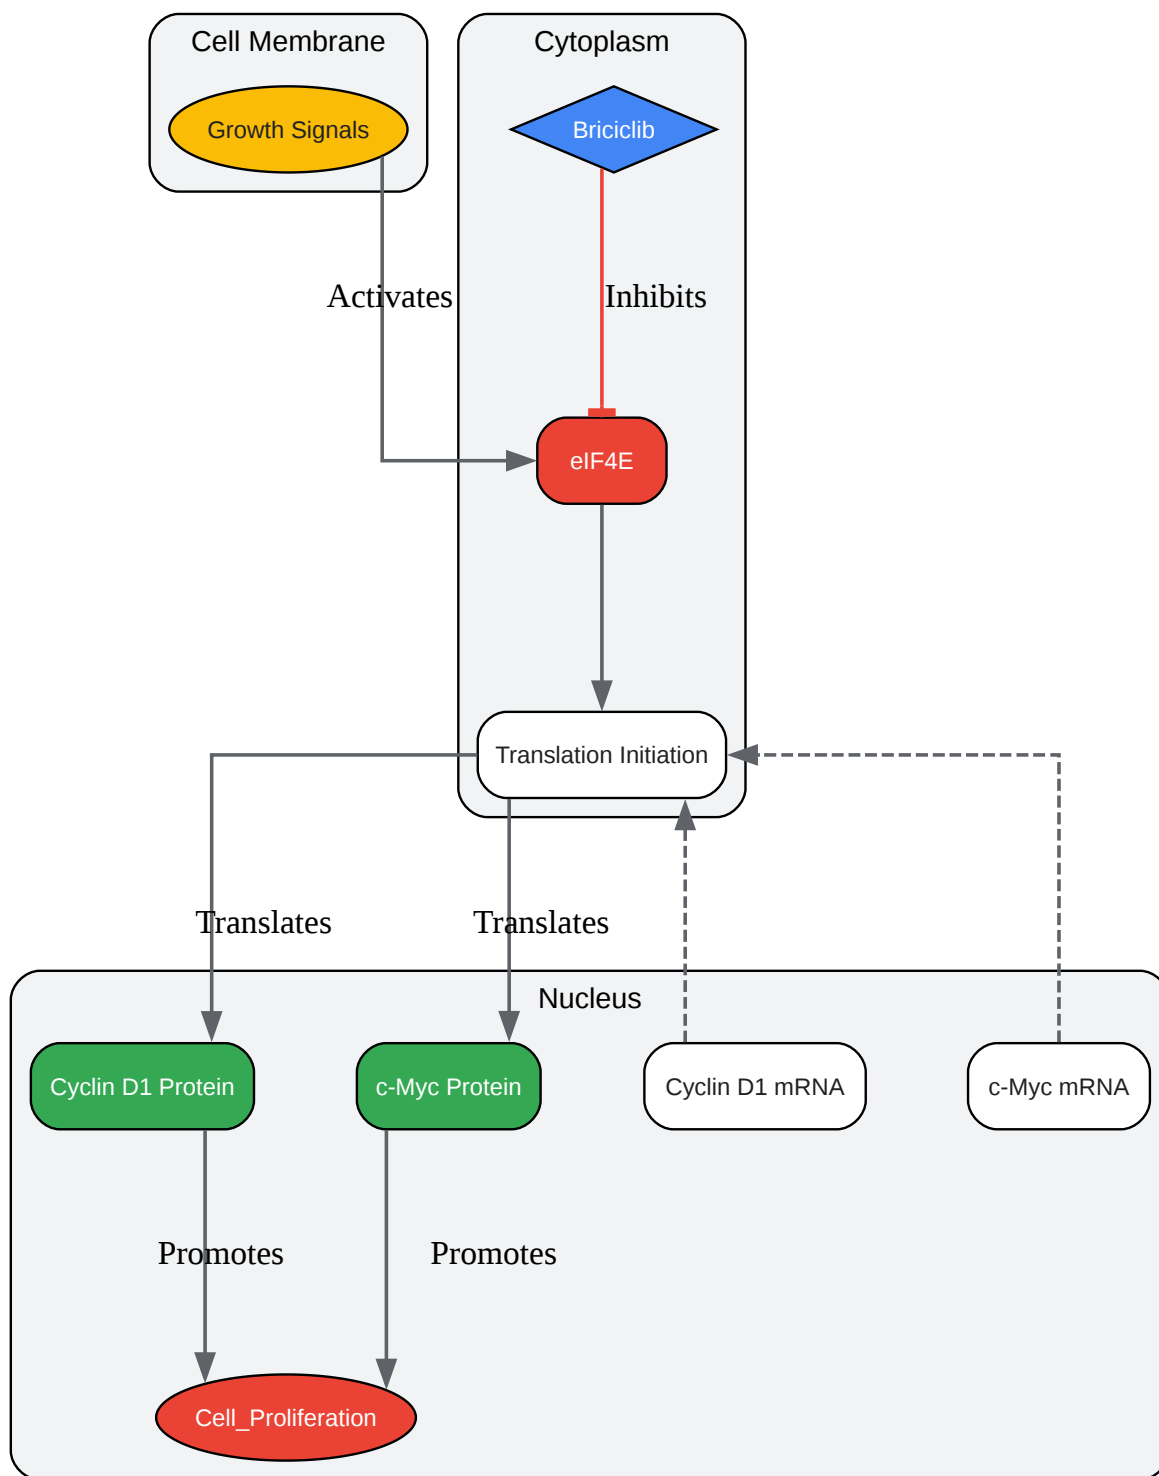 Cell Membrane
Cytoplasm
Growth Signals
Briciclib
Activates
Inhibits
eIF4E
Translation Initiation
Translates
Translates
Nucleus
Cyclin D1 Protein
c-Myc Protein
Cyclin D1 mRNA
c-Myc mRNA
Promotes
Promotes
Cell_Proliferation